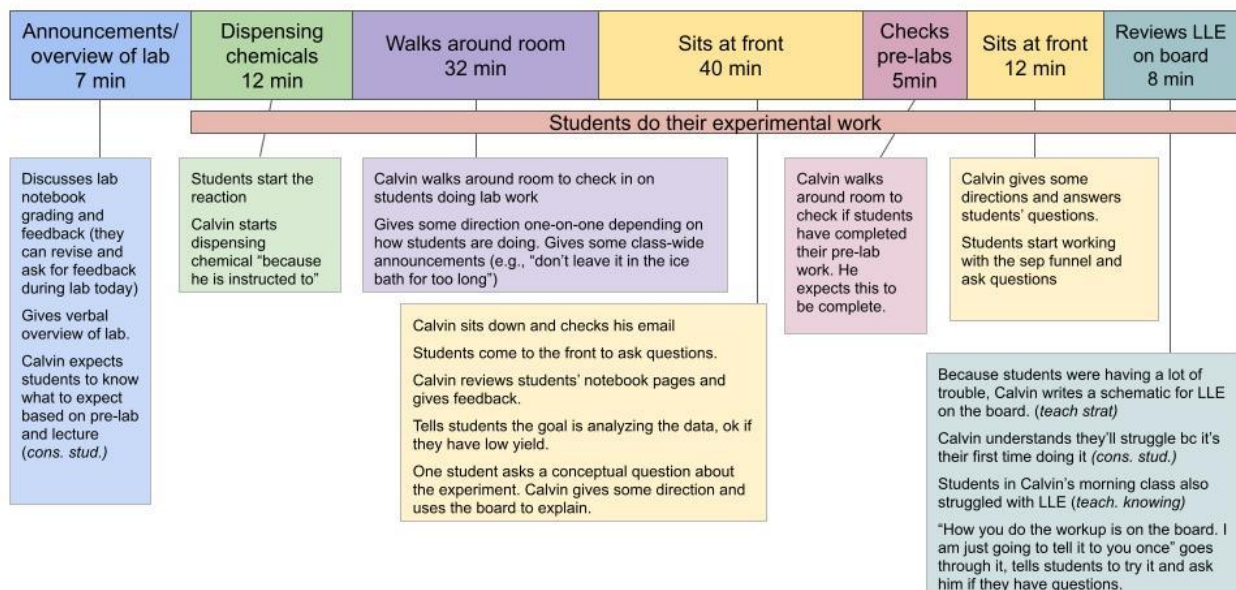 Announcements/
overview of lab
7 min
Dispensing
chemicals
12 min
Walks around room
32 min
Sits at front
40 min
Checks
pre-labs
5min
Sits at front
12 min
Reviews LLE
on board
8 min
Students do their experimental work
Discusses lab
notebook
grading and
feedback (they
can revise and
ask for feedback
during lab today)
Gives verbal
overview of lab.
Calvin expects
students to know
what to expect
based on pre-lab
and lecture
(cons. stud.)
Students start the
reaction
Calvin starts
dispensing
chemical “because
he is instructed to”
Calvin walks around room to check in on
students doing lab work
Gives some direction one-on-one depending on
how students are doing. Gives some class-wide
announcements (e.g., “don’t leave it in the ice
bath for too long”)
Calvin sits down and checks his email
Students come to the front to ask questions.
Calvin reviews students’ notebook pages and
gives feedback.
Tells students the goal is analyzing the data, ok if
they have low yield.
One student asks a conceptual question about
the experiment. Calvin gives some direction and
uses the board to explain.
Calvin walks
around room to
check if students
have completed
their pre-lab
work. He
expects this to
be complete.
Calvin gives some
directions and answers
students’ questions.
Students start working
with the sep funnel and
ask questions
Because students were having a lot of
trouble, Calvin writes a schematic for LLE
on the board. (teach strat)
Calvin understands they’ll struggle bc it’s
their first time doing it (cons. stud.)
Students in Calvin’s morning class also
struggled with LLE (teach. knowing)
“How you do the workup is on the board. I
am just going to tell it to you once” goes
through it, tells students to try it and ask
him if they have questions.